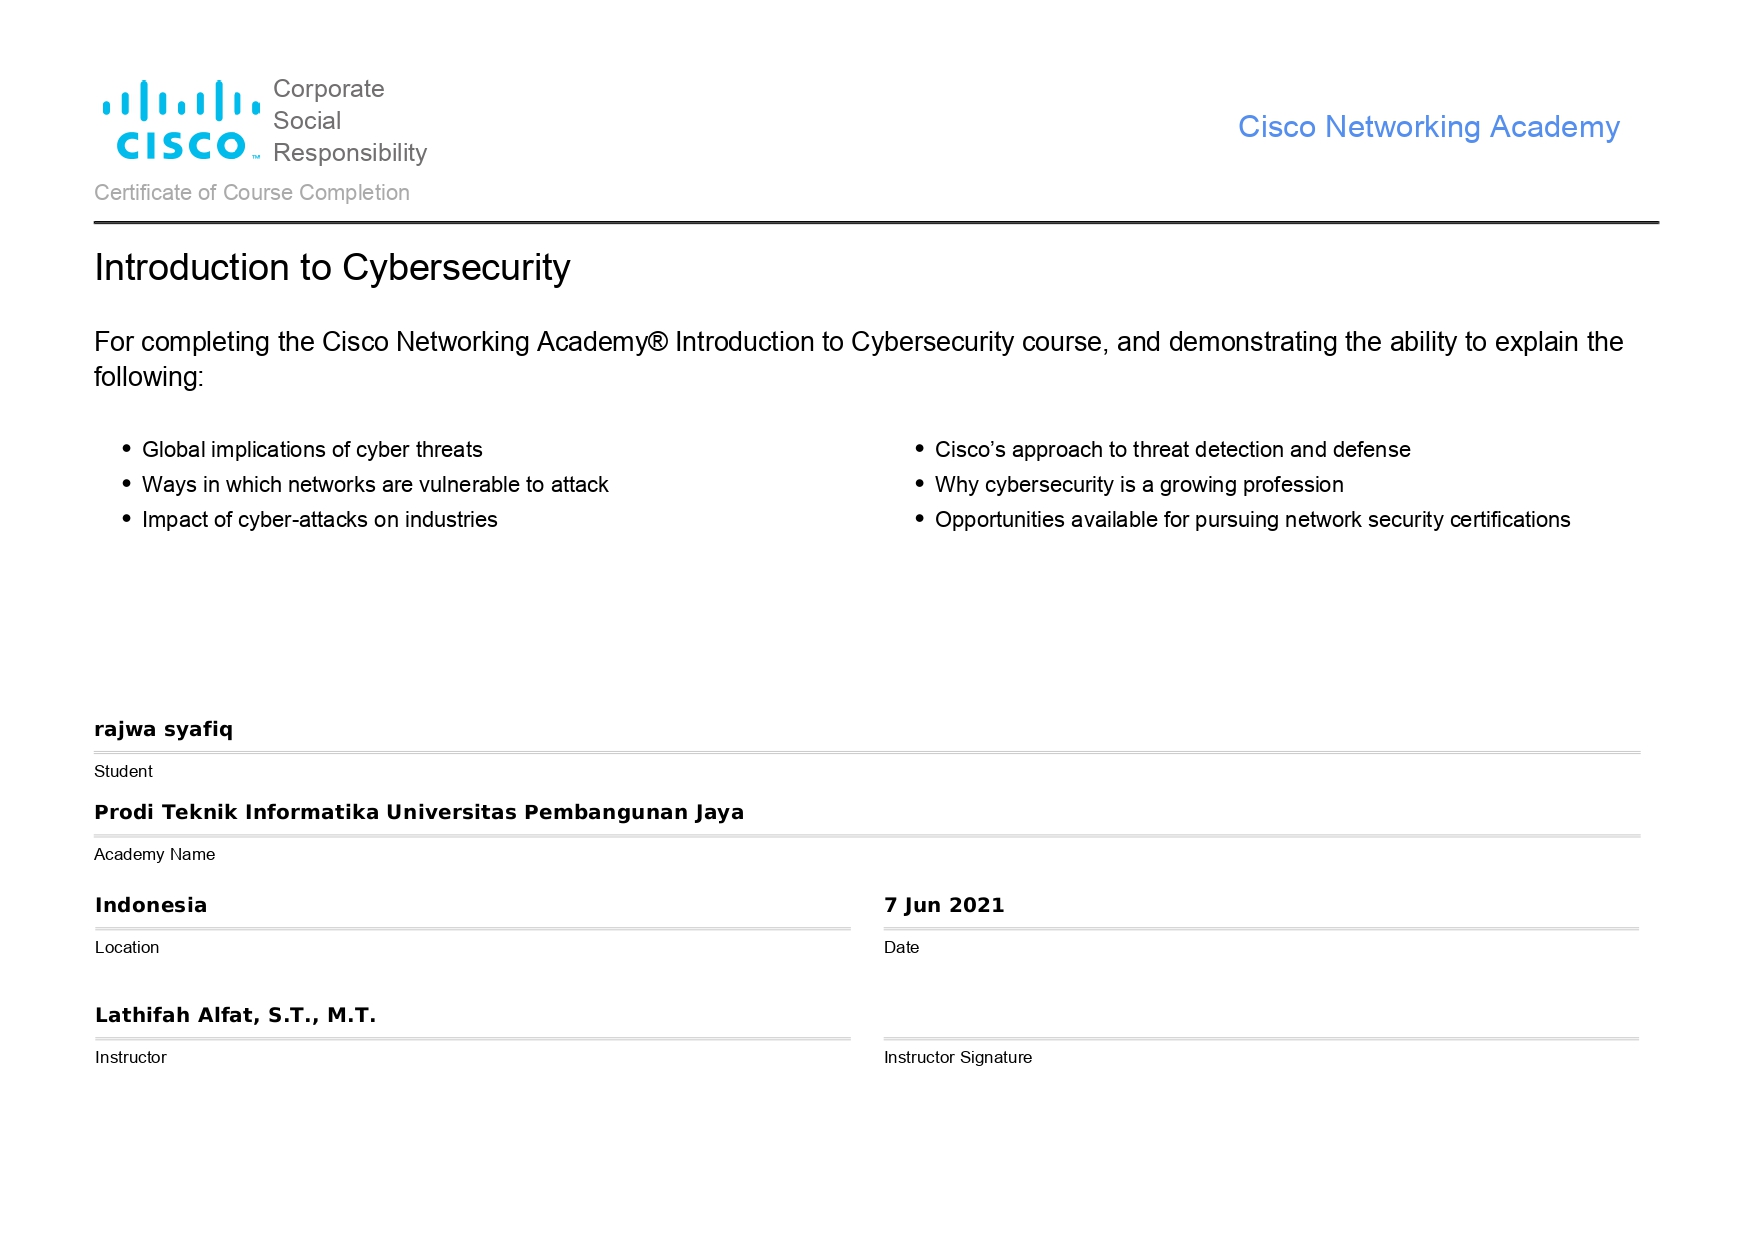 CISCO™
Corporate
Social
Responsibility
Cisco Networking Academy
Certificate of Course Completion
Introduction to Cybersecurity
For completing the Cisco Networking Academy® Introduction to Cybersecurity course, and demonstrating the ability to explain the
following:
• Global implications of cyber threats
• Ways in which networks are vulnerable to attack
• Impact of cyber-attacks on industries
• Cisco’s approach to threat detection and defense
• Why cybersecurity is a growing profession
• Opportunities available for pursuing network security certifications
rajwa syafiq
Student
Prodi Teknik Informatika Universitas Pembangunan Jaya
Academy Name
Indonesia
Location
7 Jun 2021
Date
Lathifah Alfat, S.T., M.T.
Instructor
Instructor Signature